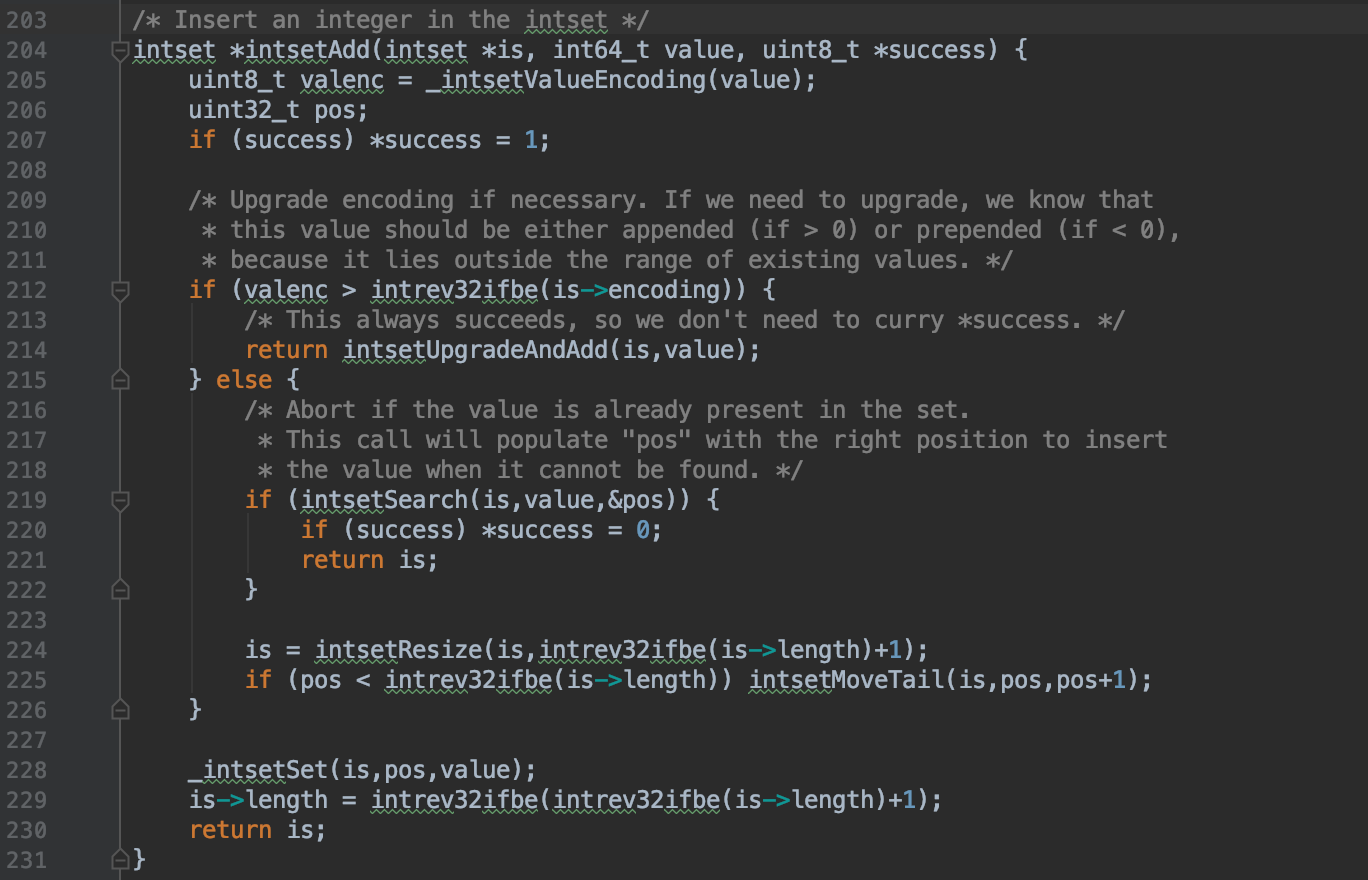 203 /* Insert an integer in the intset */
204 intset *intsetAdd(intset *is, int64_t value, uint8_t *success) {
205     uint8_t valenc = _intsetValueEncoding(value);
206     uint32_t pos;
207     if (success) *success = 1;
208
209     /* Upgrade encoding if necessary. If we need to upgrade, we know that
210      * this value should be either appended (if > 0) or prepended (if < 0),
211      * because it lies outside the range of existing values. */
212     if (valenc > intrev32ifbe(is->encoding)) {
213         /* This always succeeds, so we don't need to curry *success. */
214         return intsetUpgradeAndAdd(is,value);
215     } else {
216         /* Abort if the value is already present in the set.
217          * This call will populate "pos" with the right position to insert
218          * the value when it cannot be found. */
219         if (intsetSearch(is,value,&pos)) {
220             if (success) *success = 0;
221             return is;
222         }
223
224         is = intsetResize(is,intrev32ifbe(is->length)+1);
225         if (pos < intrev32ifbe(is->length)) intsetMoveTail(is,pos,pos+1);
226     }
227
228     _intsetSet(is,pos,value);
229     is->length = intrev32ifbe(intrev32ifbe(is->length)+1);
230     return is;
231 }